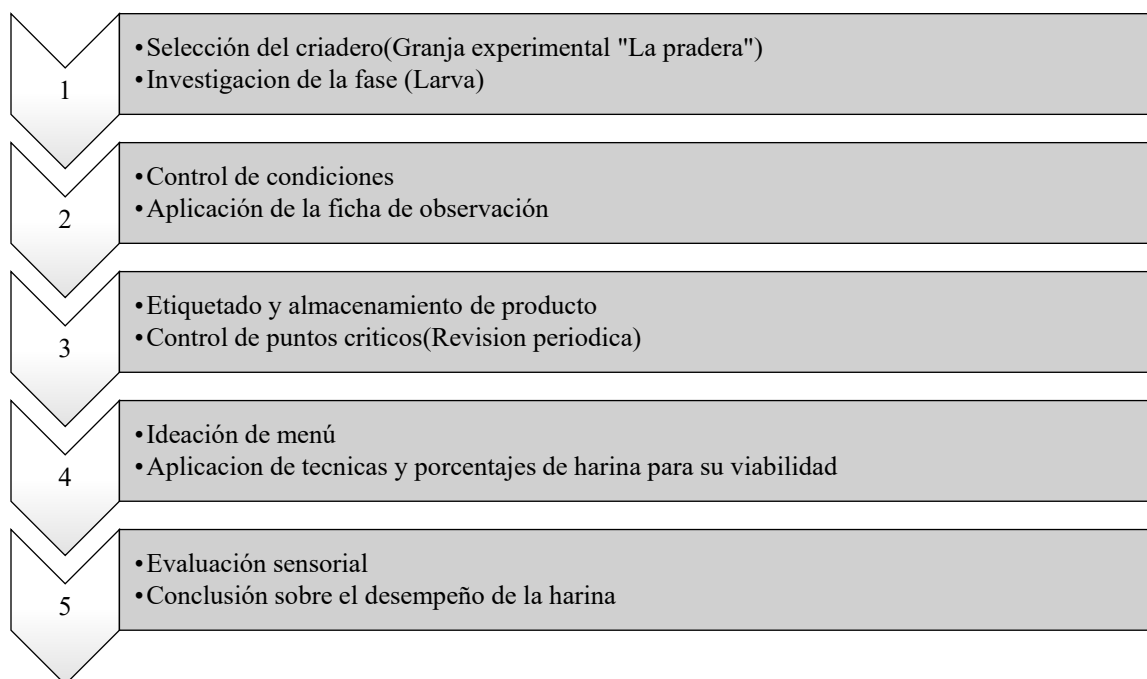 1
•Selección del criadero(Granja experimental "La pradera")
•Investigacion de la fase (Larva)
2
•Control de condiciones
•Aplicación de la ficha de observación
3
•Etiquetado y almacenamiento de producto
•Control de puntos criticos(Revision periodica)
4
•Ideación de menú
•Aplicacion de tecnicas y porcentajes de harina para su viabilidad
5
•Evaluación sensorial
•Conclusión sobre el desempeño de la harina